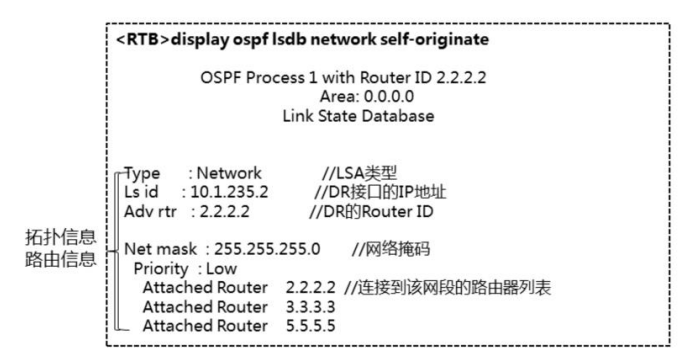 <RTB>display ospf lsdb network self-originate
OSPF Process 1 with Router ID 2.2.2.2
Area: 0.0.0.0
Link State Database
Type : Network //LSA类型
Ls id : 10.1.235.2 //DR接口的IP地址
Adv rtr : 2.2.2.2 //DR的Router ID
拓扑信息
路由信息
Net mask : 255.255.255.0 //网络掩码
Priority : Low
Attached Router 2.2.2.2 //连接到该网段的路由器列表
Attached Router 3.3.3.3
Attached Router 5.5.5.5